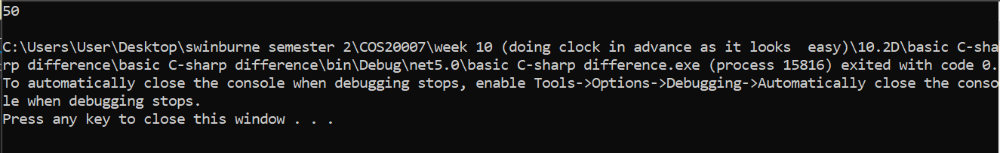 50
C:\Users\User\Desktop\swinburne semester 2\COS20007\week 10 (doing clock in advance as it looks  easy)\10.2D\basic C-sha
rp difference\basic C-sharp difference\bin\Debug\net5.0\basic C-sharp difference.exe (process 15816) exited with code 0.
To automatically close the console when debugging stops, enable Tools->Options->Debugging->Automatically close the conso
le when debugging stops.
Press any key to close this window . . .